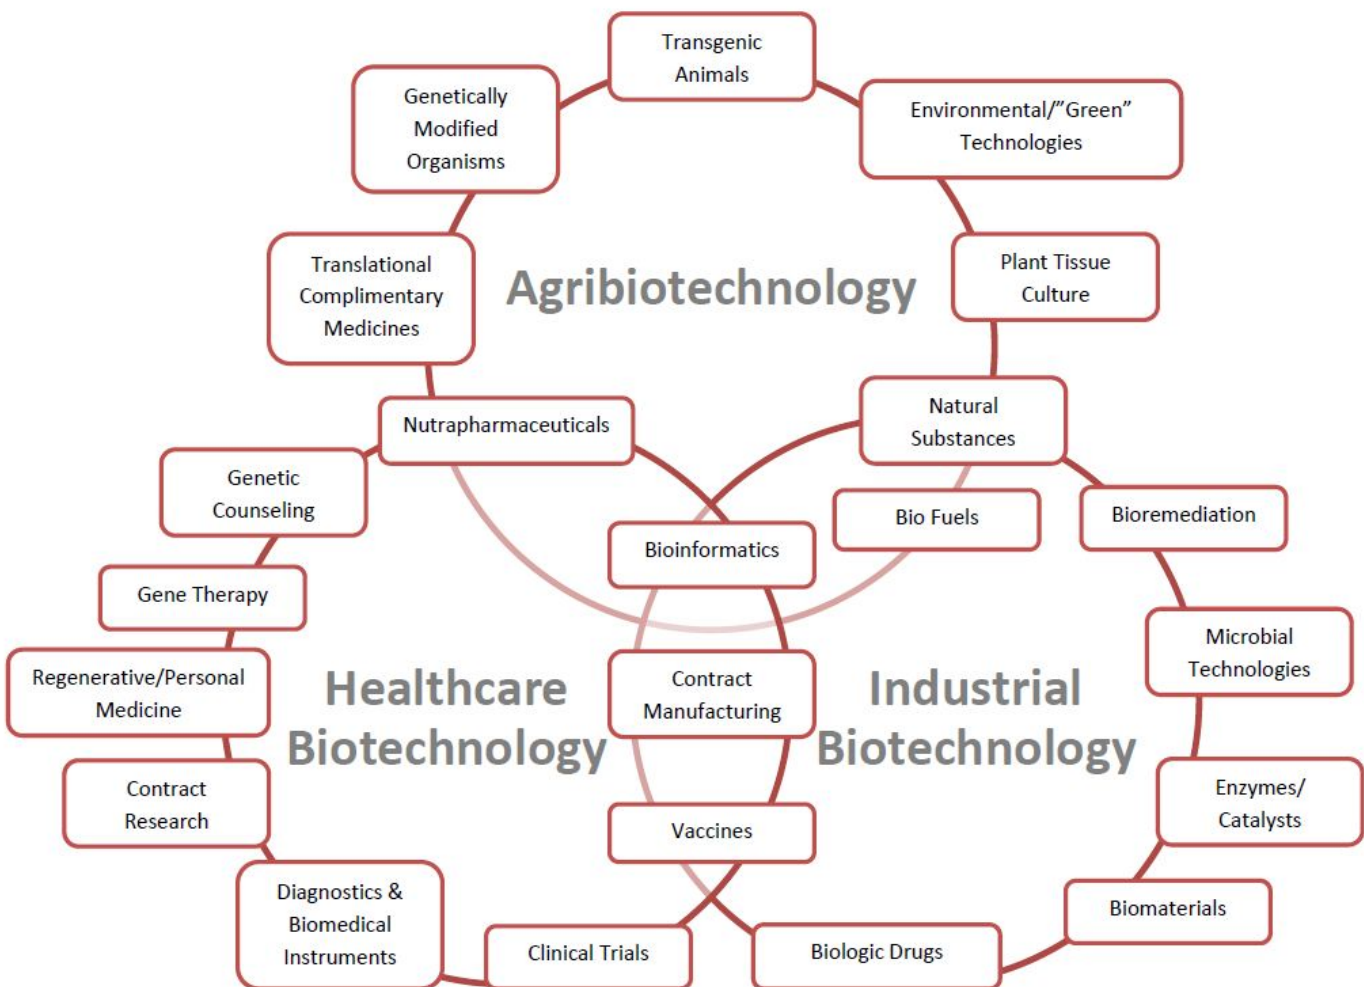 Transgenic
Animals
Genetically
Modified
Organisms
Environmental/”Green”
Technologies
Translational
Complimentary
Medicines
Agribiotechnology
Plant Tissue
Culture
Nutrapharmaceuticals
Natural
Substances
Genetic
Counseling
Bio Fuels
Bioremediation
Bioinformatics
Gene Therapy
Microbial
Technologies
Regenerative/Personal
Medicine
Healthcare
Biotechnology
Contract
Manufacturing
Industrial
Biotechnology
Contract
Research
Enzymes/
Catalysts
Vaccines
Diagnostics &
Biomedical
Instruments
Biomaterials
Clinical Trials
Biologic Drugs